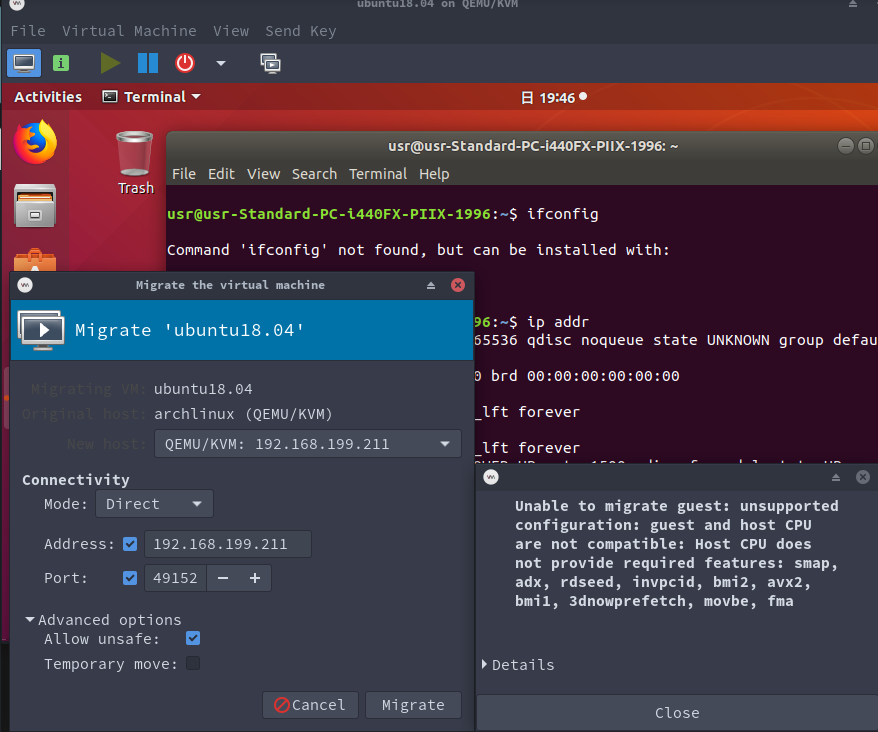 ubuntu18.04 on QEMU/KVM
File Virtual Machine View Send Key
Activities Terminal 日 19:46
usr@usr-Standard-PC-i440FX-PIIX-1996: ~
File Edit View Search Terminal Help
Trash
usr@usr-Standard-PC-i440FX-PIIX-1996:~$ ifconfig
Command 'ifconfig' not found, but can be installed with:
96:~$ ip addr
65536 qdisc noqueue state UNKNOWN group defau
0 brd 00:00:00:00:00:00
_lft forever
_lft forever
Migrate the virtual machine
Migrate 'ubuntu18.04'
Migrating VM: ubuntu18.04
Original host: archlinux (QEMU/KVM)
New host: QEMU/KVM: 192.168.199.211
Connectivity
Mode: Direct
Address: 192.168.199.211
Port: 49152 − +
Advanced options
Allow unsafe:
Temporary move:
Cancel Migrate
Unable to migrate guest: unsupported
configuration: guest and host CPU
are not compatible: Host CPU does
not provide required features: smap,
adx, rdseed, invpcid, bmi2, avx2,
bmi1, 3dnowprefetch, movbe, fma
Details
Close